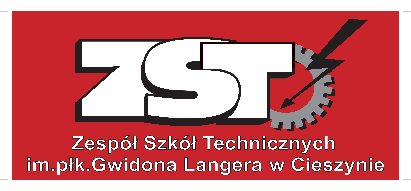 ZST
Zespół Szkół Technicznych
im.płk.Gwidona Langera w Cieszynie